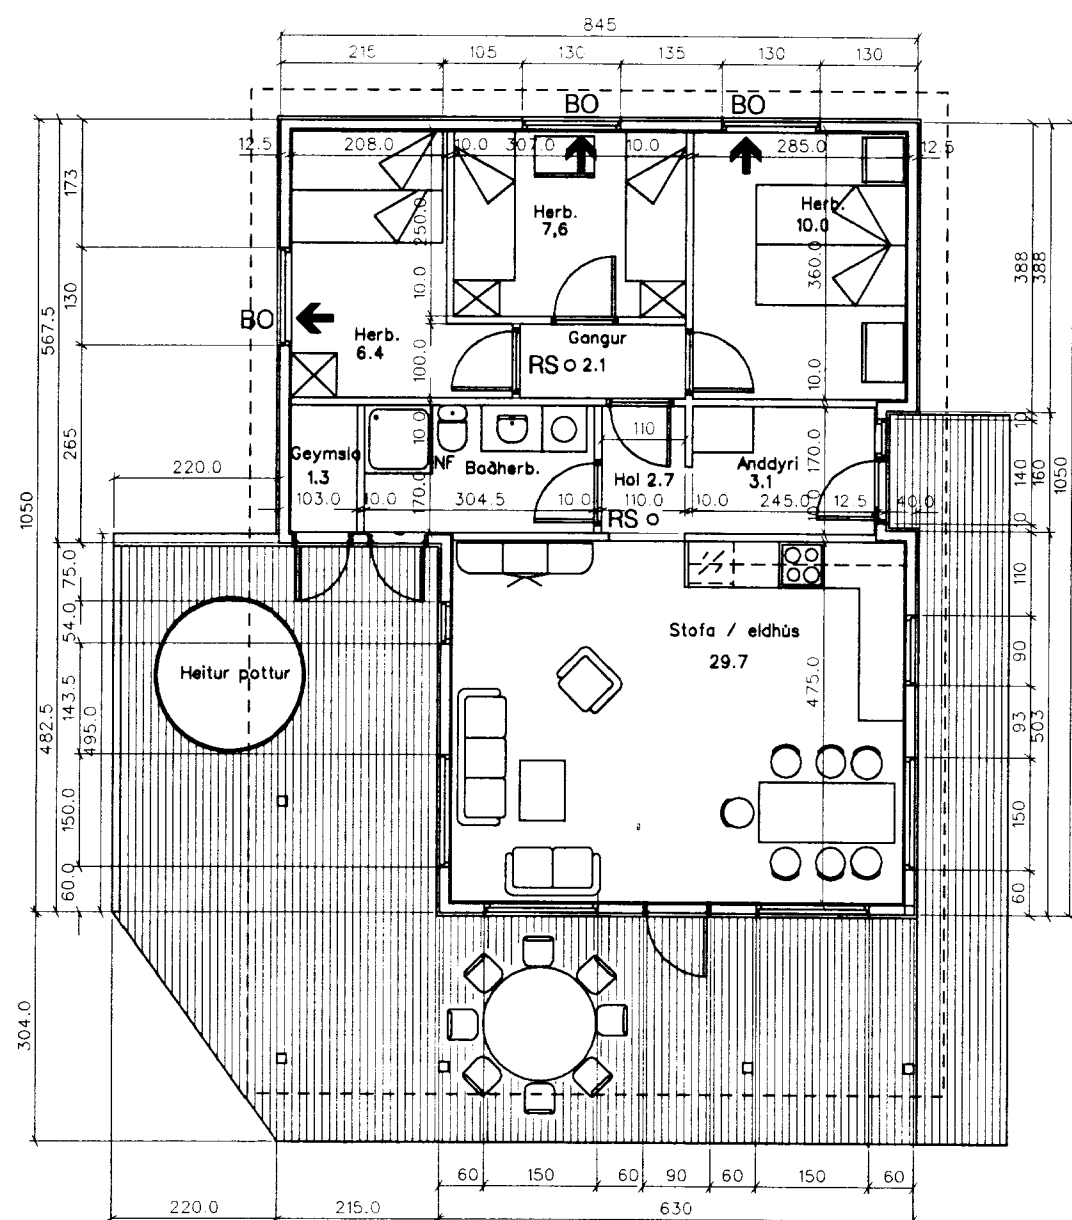 845
215 105 130 135 130 130
BO BO
12.5 208.0 10.0 307.0 10.0 285.0 12.5
173
Herb.
7,6
Herb.
10.0
250.0
360.0
388
388
130
10.0
567.5
BO
Herb.
6.4
Gangur
RS 2.1
100.0
10.0
265
10.0
110
10
Geymsla
1.3
NF
Baðherb.
Hol 2.7
Anddyri
3.1
170.0
170.0
140
160
220.0
103.0 10.0 304.5 10.0 110.0 10.0 245.0 12.5 40.0
RS
10.0
10
1050
1050
75.0
110
54.0
Stofa / eldhús
29.7
90
Heitur pottur
475.0
143.5
495.0
482.5
93
503
150.0
150
60.0
60
304.0
60 150 60 90 60 150 60
220.0 215.0 630